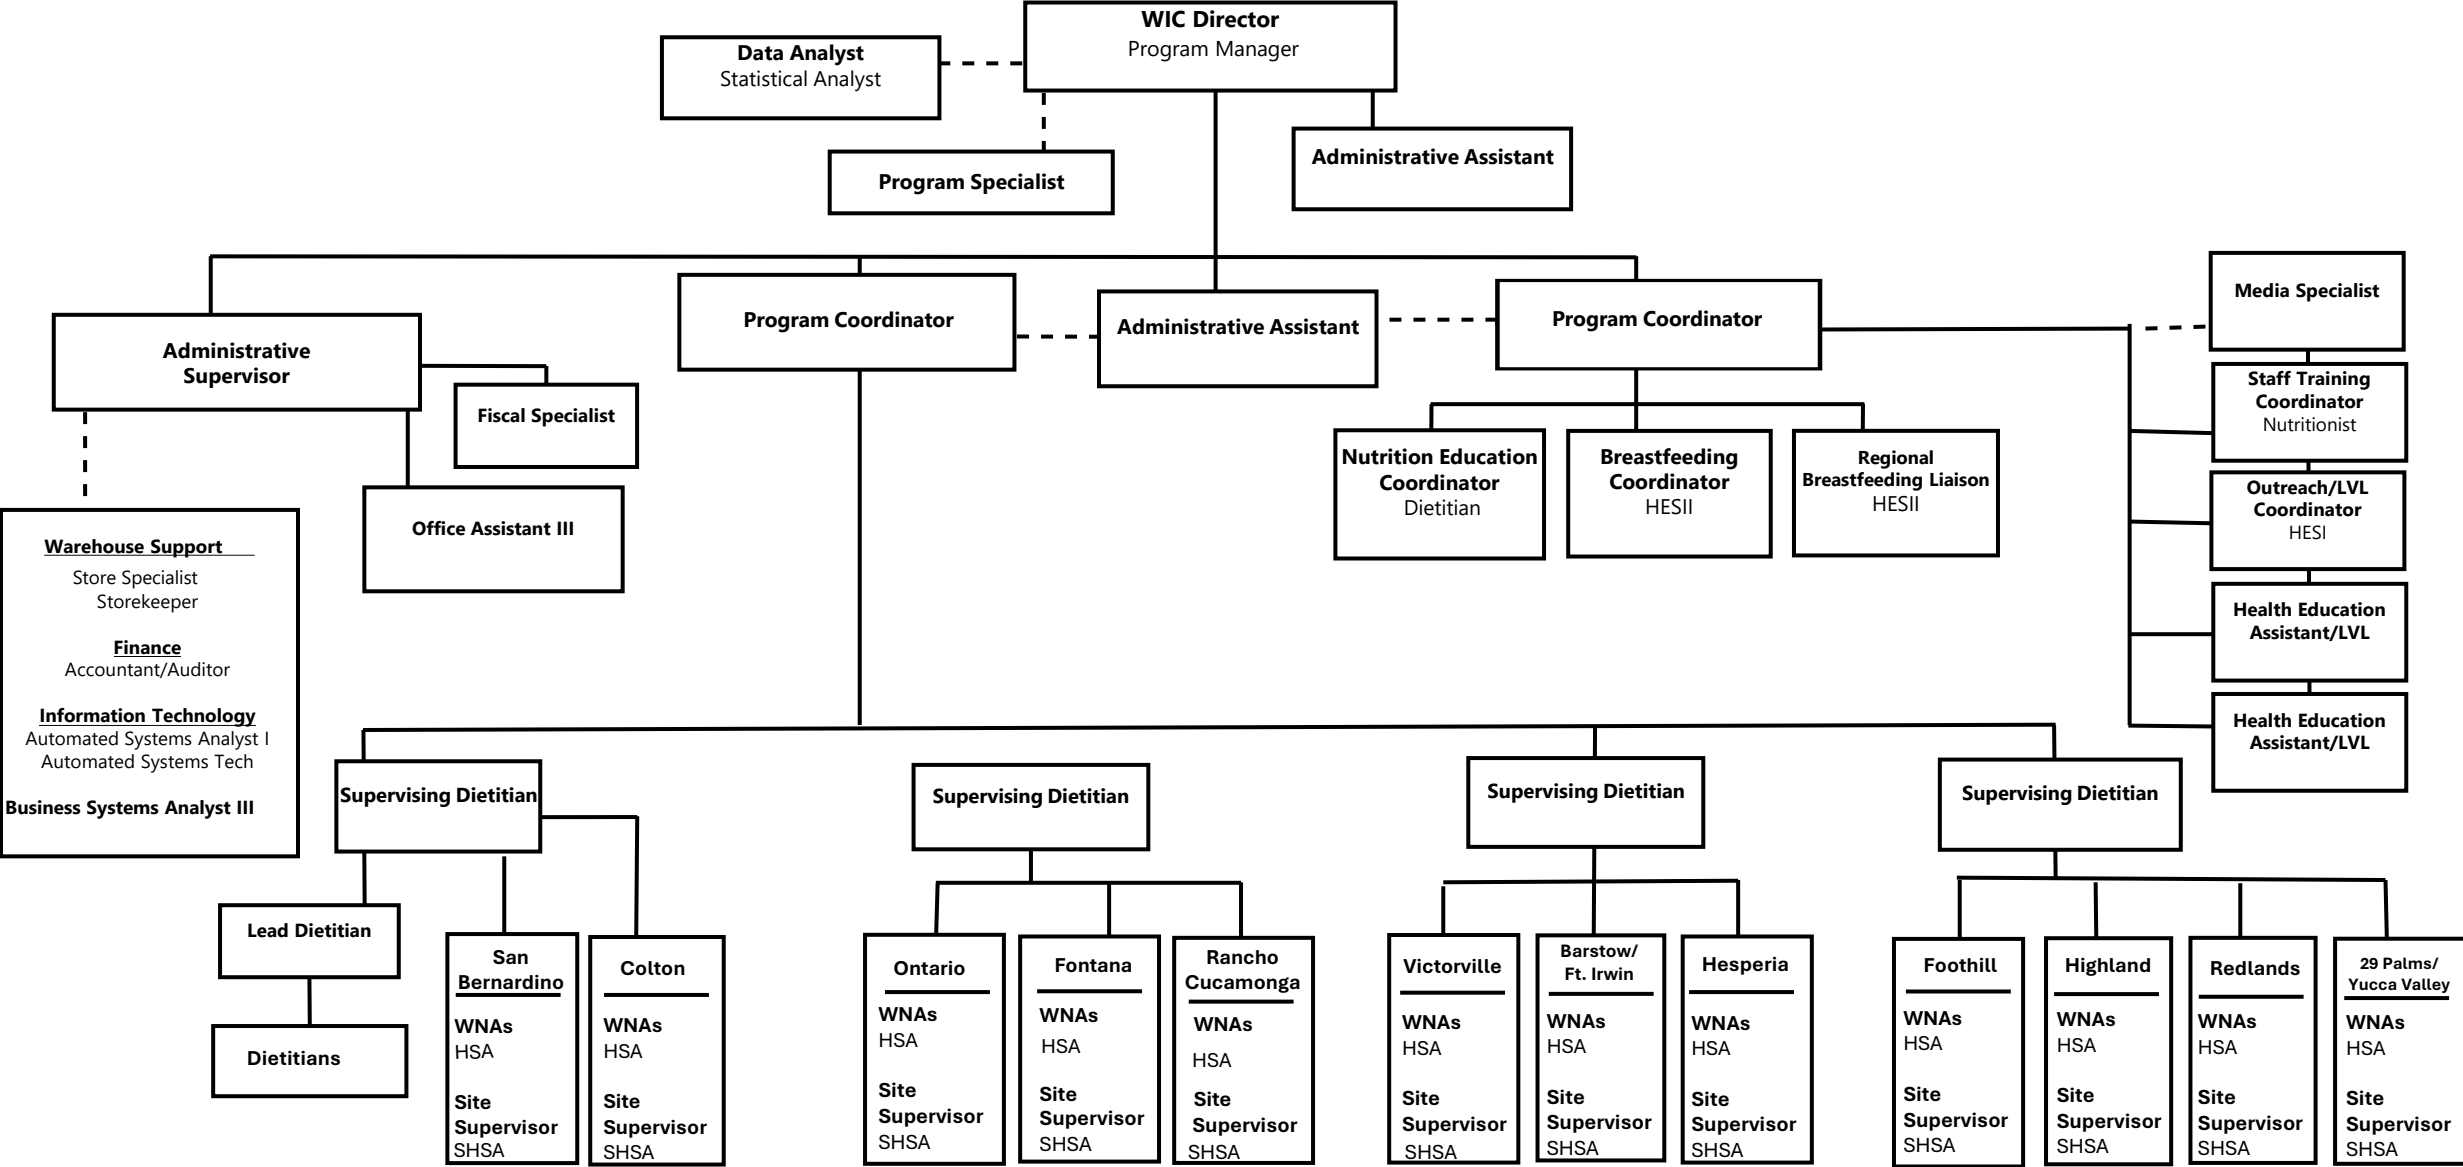 WIC Director
Program Manager
Data Analyst
Statistical Analyst
Program Specialist
Administrative Assistant
Administrative
Supervisor
Program Coordinator
Administrative Assistant
Program Coordinator
Media Specialist
Fiscal Specialist
Office Assistant III
Staff Training
Coordinator
Nutritionist
Nutrition Education
Coordinator
Dietitian
Breastfeeding
Coordinator
HESII
Regional
Breastfeeding Liaison
HESII
Outreach/LVL
Coordinator
HESI
Health Education
Assistant/LVL
Health Education
Assistant/LVL
Warehouse Support
Store Specialist
Storekeeper
Finance
Accountant/Auditor
Information Technology
Automated Systems Analyst I
Automated Systems Tech
Business Systems Analyst III
Supervising Dietitian
Supervising Dietitian
Supervising Dietitian
Supervising Dietitian
Lead Dietitian
Dietitians
San
Bernardino
WNAs
HSA
Site
Supervisor
SHSA
Colton
WNAs
HSA
Site
Supervisor
SHSA
Ontario
WNAs
HSA
Site
Supervisor
SHSA
Fontana
WNAs
HSA
Site
Supervisor
SHSA
Rancho
Cucamonga
WNAs
HSA
Site
Supervisor
SHSA
Victorville
WNAs
HSA
Site
Supervisor
SHSA
Barstow/
Ft. Irwin
WNAs
HSA
Site
Supervisor
SHSA
Hesperia
WNAs
HSA
Site
Supervisor
SHSA
Foothill
WNAs
HSA
Site
Supervisor
SHSA
Highland
WNAs
HSA
Site
Supervisor
SHSA
Redlands
WNAs
HSA
Site
Supervisor
SHSA
29 Palms/
Yucca Valley
WNAs
HSA
Site
Supervisor
SHSA